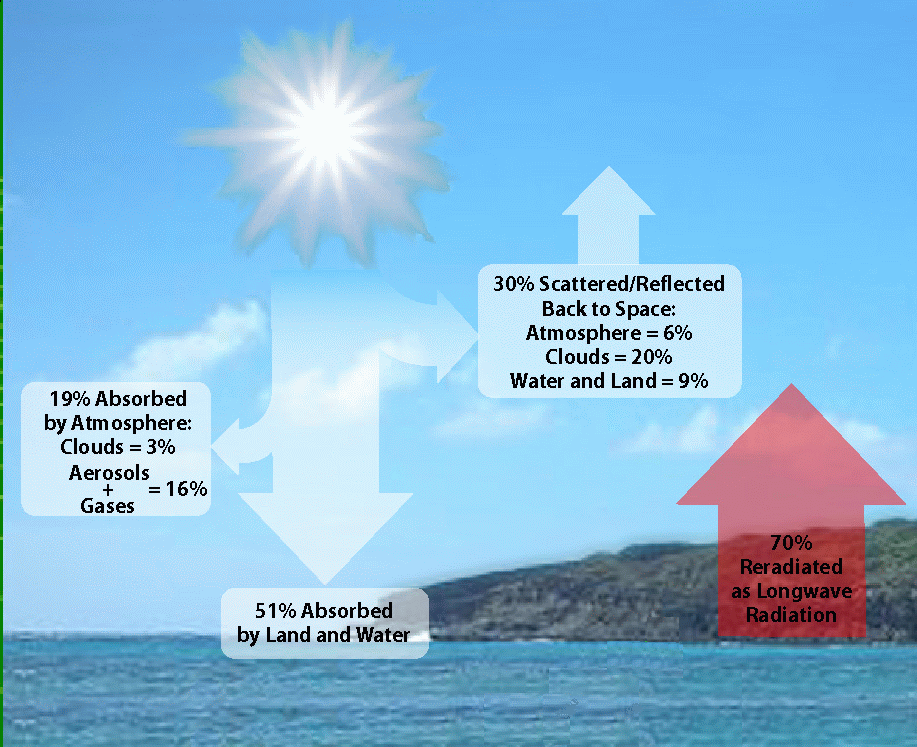 30% Scattered/Reflected
Back to Space:
Atmosphere = 6%
Clouds = 20%
Water and Land = 9%
19% Absorbed
by Atmosphere:
Clouds = 3%
Aerosols
+
= 16%
Gases
51% Absorbed
by Land and Water
70%
Reradiated
as Longwave
Radiation